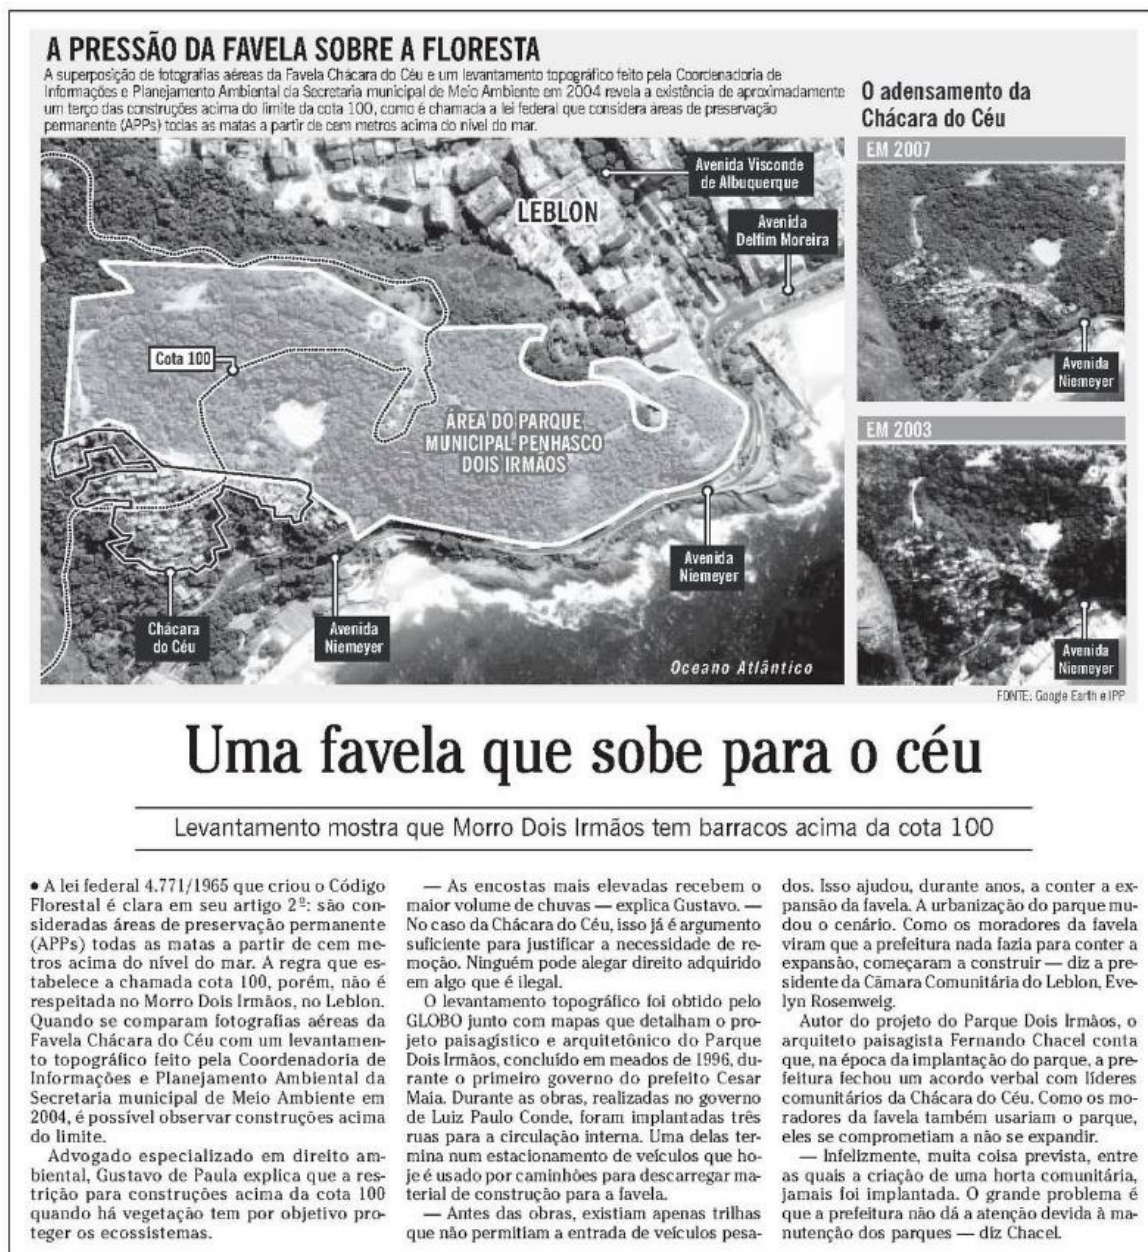 A PRESSÃO DA FAVELA SOBRE A FLORESTA
A superposição de fotografias aéreas da Favela Chácara do Céu e um levantamento topográfico feito pela Coordenadoria de
Informações e Planejamento Ambiental da Secretaria municipal de Meio Ambiente em 2004 revela a existência de aproximadamente
um terço das construções acima do limite da cota 100, como é chamada a lei federal que considera áreas de preservação
permanente (APPs) todas as matas a partir de cem metros acima do nível do mar.
O adensamento da
Chácara do Céu
EM 2007
Avenida
Niemeyer
EM 2003
Avenida
Niemeyer
Avenida Visconde
de Albuquerque
LEBLON
Avenida
Delfim Moreira
Cota 100
ÁREA DO PARQUE
MUNICIPAL PENHASCO
DOIS IRMÃOS
Avenida
Niemeyer
Chácara
do Céu
Avenida
Niemeyer
Oceano Atlântico
FONTE: Google Earth e IPP
Uma favela que sobe para o céu
Levantamento mostra que Morro Dois Irmãos tem barracos acima da cota 100
• A lei federal 4.771/1965 que criou o Código
Florestal é clara em seu artigo 2º: são con-
sideradas áreas de preservação permanente
(APPs) todas as matas a partir de cem me-
tros acima do nível do mar. A regra que es-
tabelece a chamada cota 100, porém, não é
respeitada no Morro Dois Irmãos, no Leblon.
Quando se comparam fotografias aéreas da
Favela Chácara do Céu com um levantamen-
to topográfico feito pela Coordenadoria de
Informações e Planejamento Ambiental da
Secretaria municipal de Meio Ambiente em
2004, é possível observar construções acima
do limite.
Advogado especializado em direito am-
biental, Gustavo de Paula explica que a res-
trição para construções acima da cota 100
quando há vegetação tem por objetivo pro-
teger os ecossistemas.
— As encostas mais elevadas recebem o
maior volume de chuvas — explica Gustavo. —
No caso da Chácara do Céu, isso já é argumento
suficiente para justificar a necessidade de re-
moção. Ninguém pode alegar direito adquirido
em algo que é ilegal.
O levantamento topográfico foi obtido pelo
GLOBO junto com mapas que detalham o pro-
jeto paisagístico e arquitetônico do Parque
Dois Irmãos, concluído em meados de 1996, du-
rante o primeiro governo do prefeito Cesar
Maia. Durante as obras, realizadas no governo
de Luiz Paulo Conde, foram implantadas três
ruas para a circulação interna. Uma delas ter-
mina num estacionamento de veículos que ho-
je é usado por caminhões para descarregar ma-
terial de construção para a favela.
— Antes das obras, existiam apenas trilhas
que não permitiam a entrada de veículos pesa-
dos. Isso ajudou, durante anos, a conter a ex-
pansão da favela. A urbanização do parque mu-
dou o cenário. Como os moradores da favela
viram que a prefeitura nada fazia para conter a
expansão, começaram a construir — diz a pre-
sidente da Câmara Comunitária do Leblon, Eve-
lyn Rosenweig.
Autor do projeto do Parque Dois Irmãos, o
arquiteto paisagista Fernando Chacel conta
que, na época da implantação do parque, a pre-
feitura fechou um acordo verbal com líderes
comunitários da Chácara do Céu. Como os mo-
radores da favela também usariam o parque,
eles se comprometiam a não se expandir.
— Infelizmente, muita coisa prevista, entre
as quais a criação de uma horta comunitária,
jamais foi implantada. O grande problema é
que a prefeitura não dá a atenção devida à ma-
nutenção dos parques — diz Chacel.